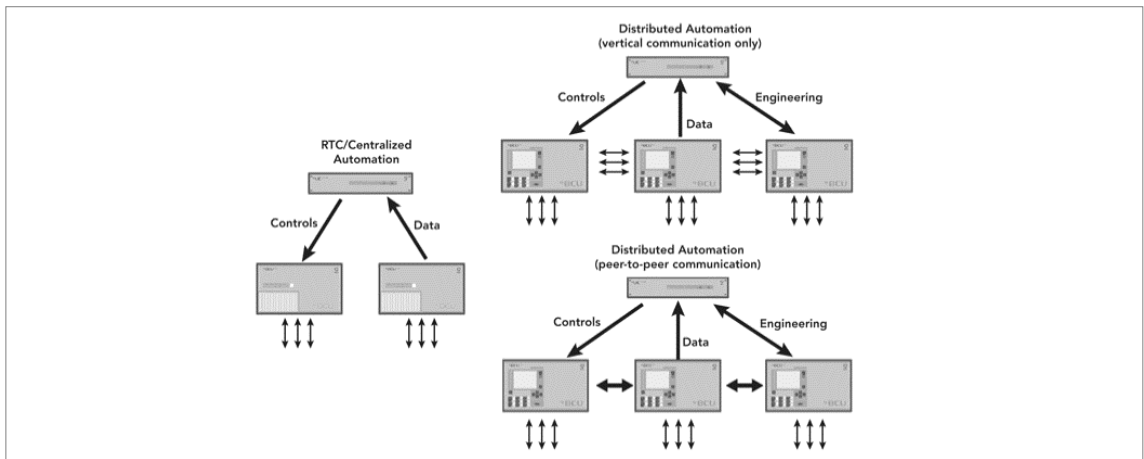 RTC/Centralized
Automation
Controls
Data
Distributed Automation
(vertical communication only)
Controls
Data
Engineering
Distributed Automation
(peer-to-peer communication)
Controls
Data
Engineering